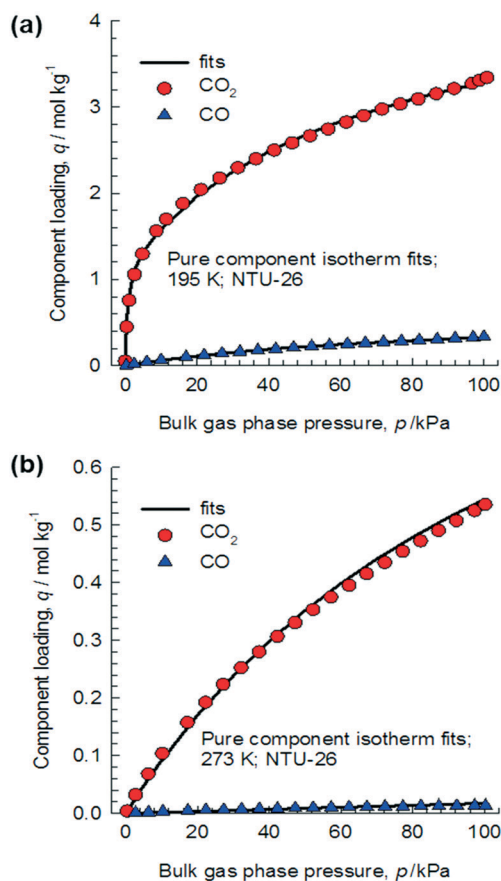 (a)
fits
CO₂
CO
Component loading, q / mol kg⁻¹
4
3
2
1
0
Pure component isotherm fits;
195 K; NTU-26
0 20 40 60 80 100
Bulk gas phase pressure, p/kPa
(b)
fits
CO₂
CO
Component loading, q / mol kg⁻¹
0.6
0.5
0.4
0.3
0.2
0.1
0.0
Pure component isotherm fits;
273 K; NTU-26
0 20 40 60 80 100
Bulk gas phase pressure, p/kPa